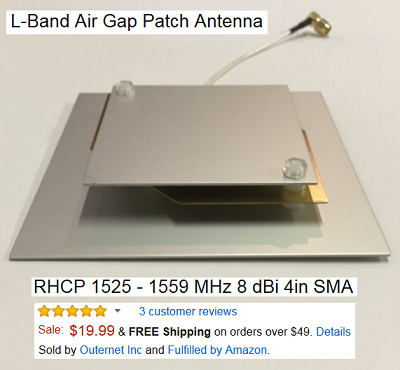 L-Band Air Gap Patch Antenna
RHCP 1525 - 1559 MHz 8 dBi 4in SMA
3 customer reviews
Sale: $19.99 & FREE Shipping on orders over $49. Details
Sold by Outernet Inc and Fulfilled by Amazon.